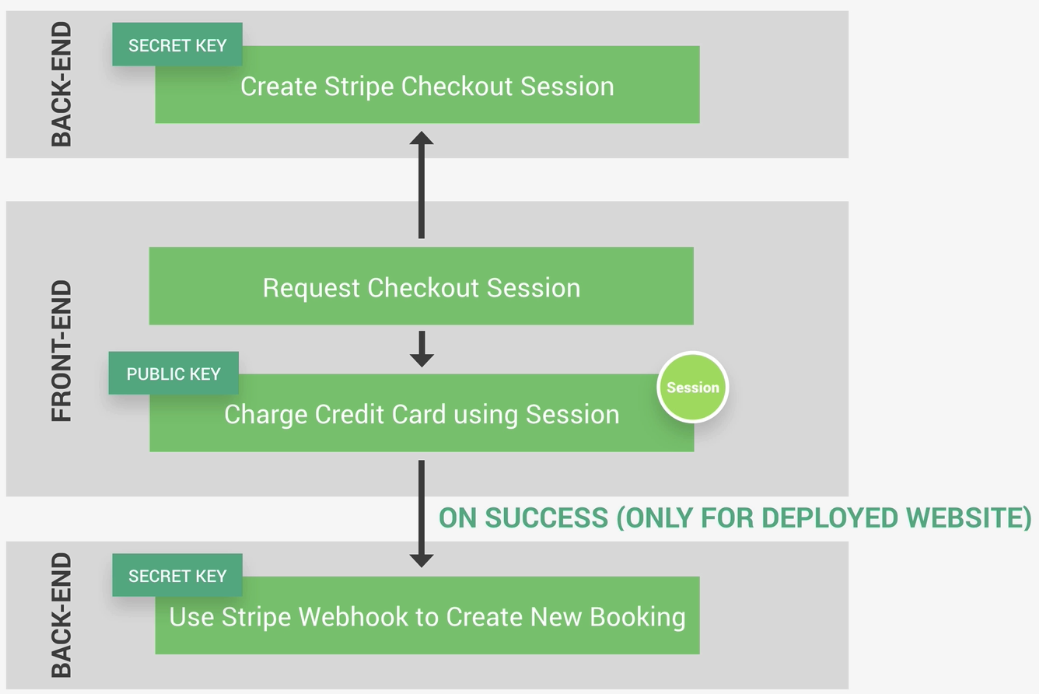 BACK-END
SECRET KEY
Create Stripe Checkout Session
FRONT-END
Request Checkout Session
PUBLIC KEY
Session
Charge Credit Card using Session
ON SUCCESS (ONLY FOR DEPLOYED WEBSITE)
BACK-END
SECRET KEY
Use Stripe Webhook to Create New Booking